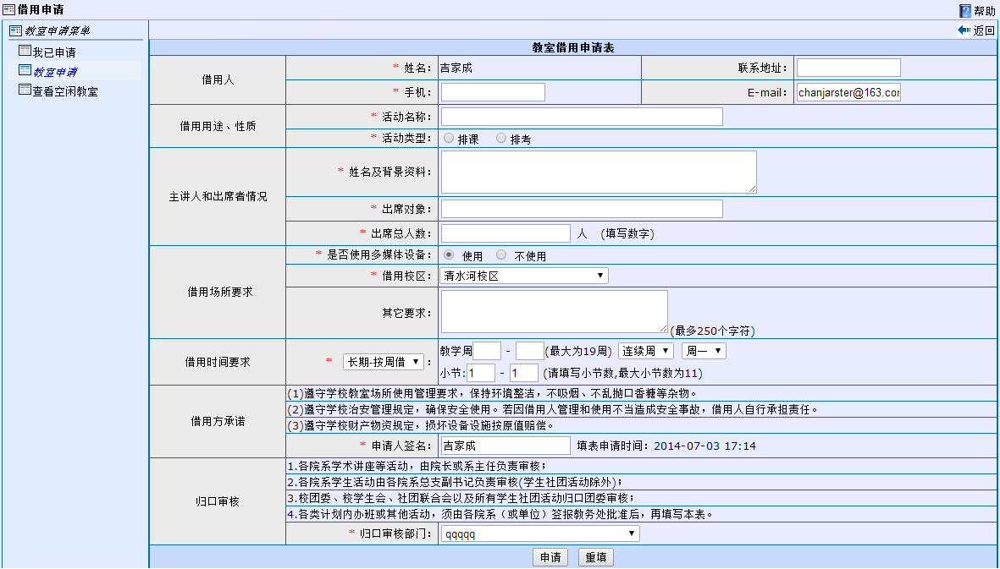 借用申请
帮助
教室申请菜单
返回
我已申请
教室申请
查看空闲教室
教室借用申请表
借用人
* 姓名： 吉家成 联系地址：
* 手机： E-mail： chanjarster@163.cor
借用用途、性质
* 活动名称：
* 活动类型： 排课 排考
主讲人和出席者情况
* 姓名及背景资料：
* 出席对象：
* 出席总人数： 人 (填写数字)
借用场所要求
* 是否使用多媒体设备： 使用 不使用
* 借用校区： 清水河校区
其它要求： (最多250个字符)
借用时间要求
* 长期-按周借 ：
教学周 - (最大为19周) 连续周 周一
小节:1 - 1 (请填写小节数,最大小节数为11)
借用方承诺
(1)遵守学校教室场所使用管理要求，保持环境整洁，不吸烟、不乱抛口香糖等杂物。
(2)遵守学校治安管理规定，确保安全使用。若因借用人管理和使用不当造成安全事故，借用人自行承担责任。
(3)遵守学校财产物资规定，损坏设备设施按原值赔偿。
* 申请人签名： 吉家成 填表申请时间：2014-07-03 17:14
归口审核
1.各院系学术讲座等活动，由院长或系主任负责审核；
2.各院系学生活动由各院系总支副书记负责审核(学生社团活动除外)；
3.校团委、校学生会、社团联合会以及所有学生社团活动归口团委审核；
4.各类计划内办班或其他活动，须由各院系（或单位）签报教务处批准后，再填写本表。
* 归口审核部门： qqqqq
申请 重填